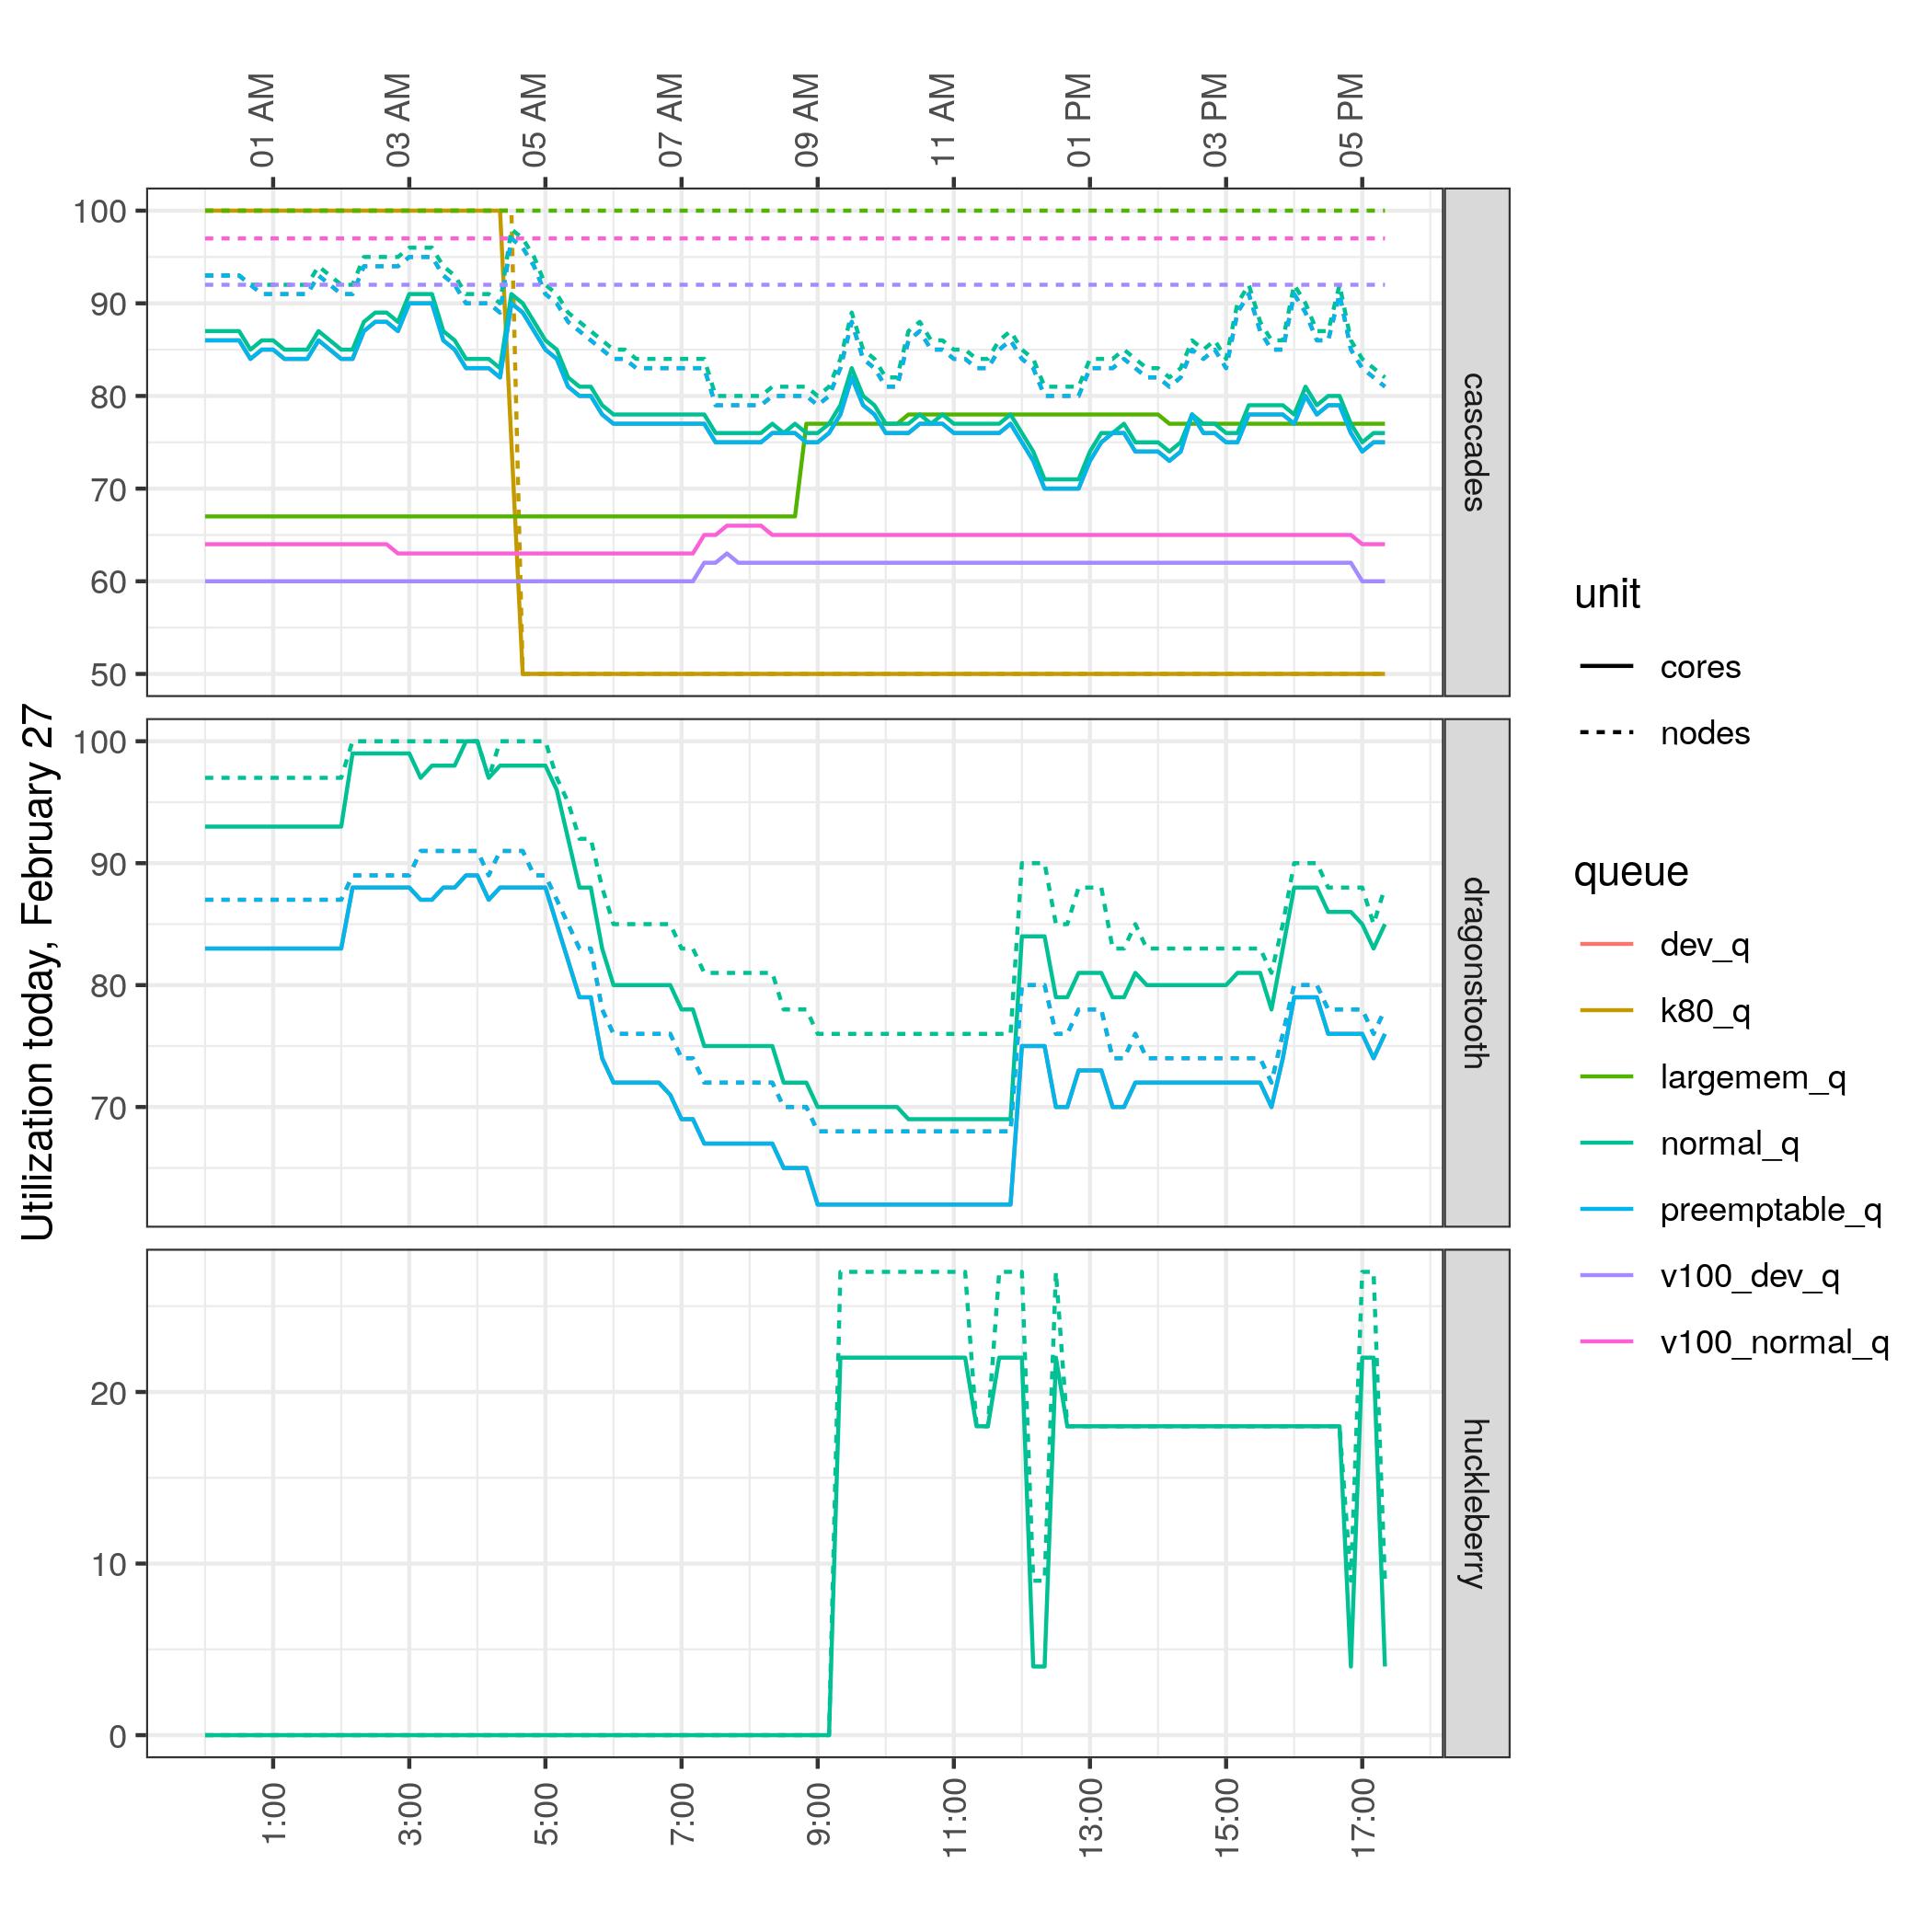 01 AM
03 AM
05 AM
07 AM
09 AM
11 AM
01 PM
03 PM
05 PM
Utilization today, February 27
100
90
80
70
60
50
cascades
100
90
80
70
dragonstooth
20
10
0
huckleberry
1:00
3:00
5:00
7:00
9:00
11:00
13:00
15:00
17:00
unit
cores
nodes
queue
dev_q
k80_q
largemem_q
normal_q
preemptable_q
v100_dev_q
v100_normal_q